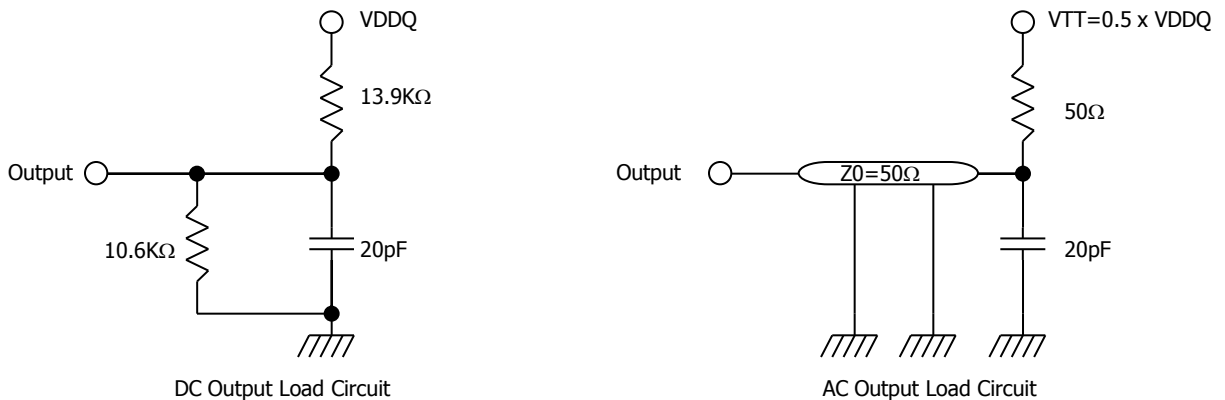 VDDQ
13.9KΩ
Output
10.6KΩ
20pF
DC Output Load Circuit
VTT=0.5 x VDDQ
50Ω
Output
Z0=50Ω
20pF
AC Output Load Circuit